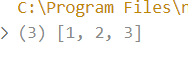 C:\Program Files\n
> (3) [1, 2, 3]